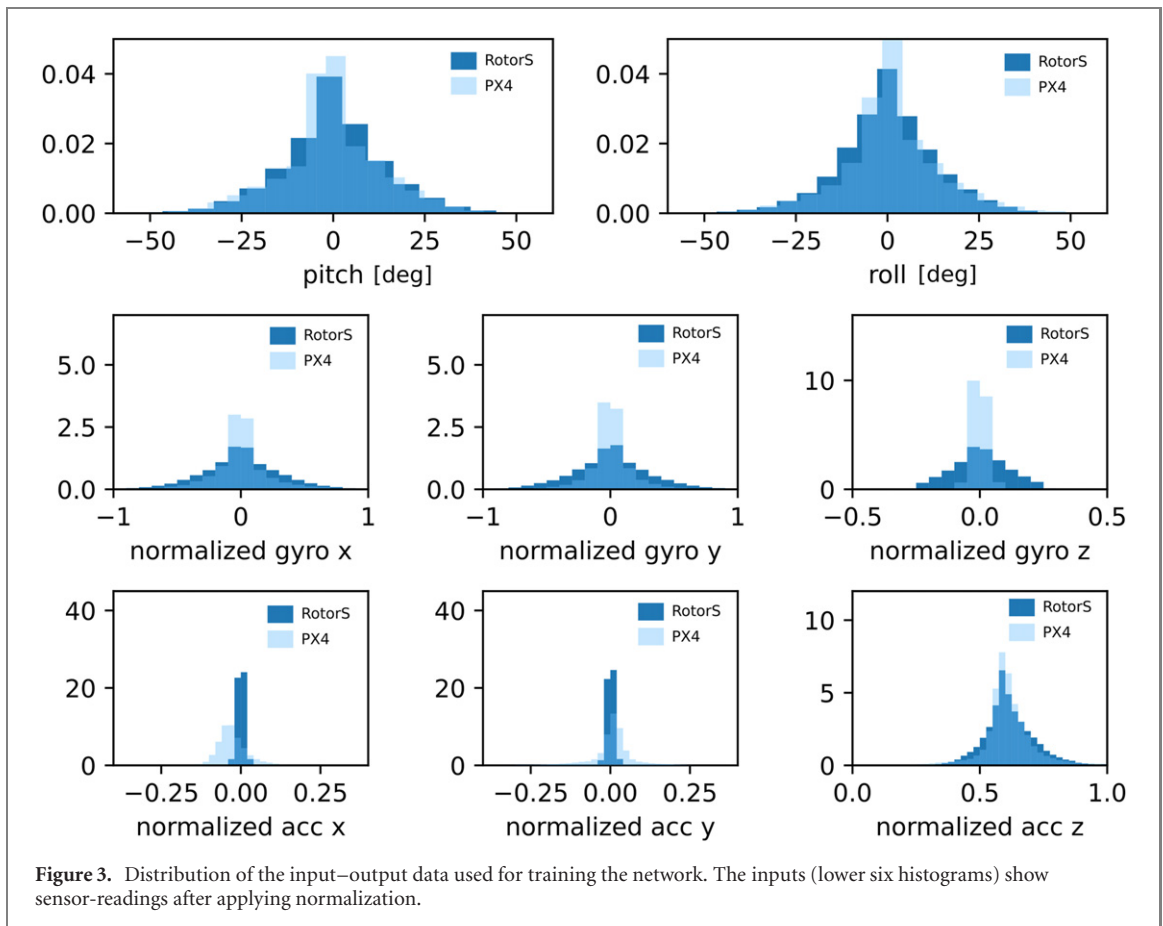 0.04
0.02
0.00
RotorS
PX4
−50 −25 0 25 50
pitch [deg]
0.04
0.02
0.00
RotorS
PX4
−50 −25 0 25 50
roll [deg]
5.0
2.5
0.0
RotorS
PX4
−1 0 1
normalized gyro x
5.0
2.5
0.0
RotorS
PX4
−1 0 1
normalized gyro y
10
0
RotorS
PX4
−0.5 0.0 0.5
normalized gyro z
40
20
0
RotorS
PX4
−0.25 0.00 0.25
normalized acc x
40
20
0
RotorS
PX4
−0.25 0.00 0.25
normalized acc y
10
5
0
RotorS
PX4
0.0 0.5 1.0
normalized acc z
Figure 3. Distribution of the input−output data used for training the network. The inputs (lower six histograms) show
sensor-readings after applying normalization.